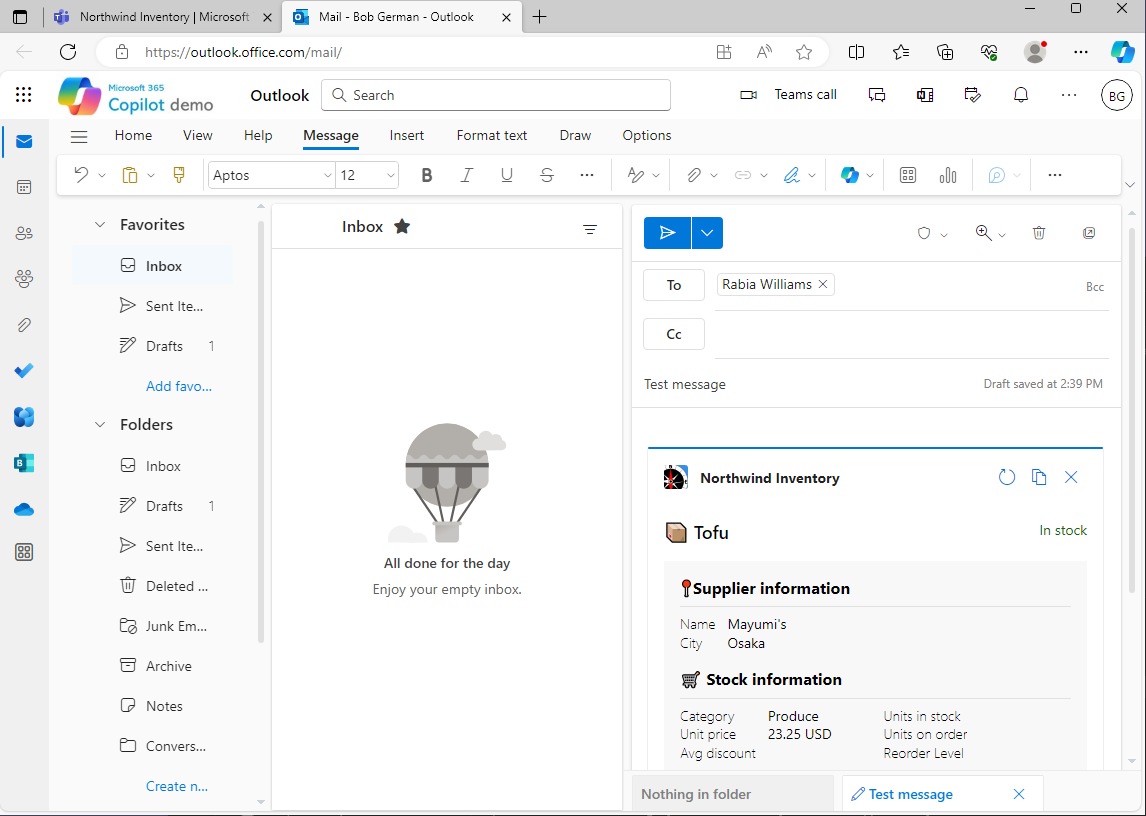 Northwind Inventory | Microsoft
Mail - Bob German - Outlook
https://outlook.office.com/mail/
Microsoft 365
Copilot demo
Outlook
Search
Teams call
BG
Home View Help Message Insert Format text Draw Options
Aptos 12 B I U S
Favorites
Inbox
Sent Ite...
Drafts 1
Add favo...
Folders
Inbox
Drafts 1
Sent Ite...
Deleted ...
Junk Em...
Archive
Notes
Convers...
Create n...
Inbox
All done for the day
Enjoy your empty inbox.
To Rabia Williams Bcc
Cc
Test message Draft saved at 2:39 PM
Northwind Inventory
Tofu In stock
Supplier information
Name Mayumi's
City Osaka
Stock information
Category Produce Units in stock
Unit price 23.25 USD Units on order
Avg discount Reorder Level
Nothing in folder Test message